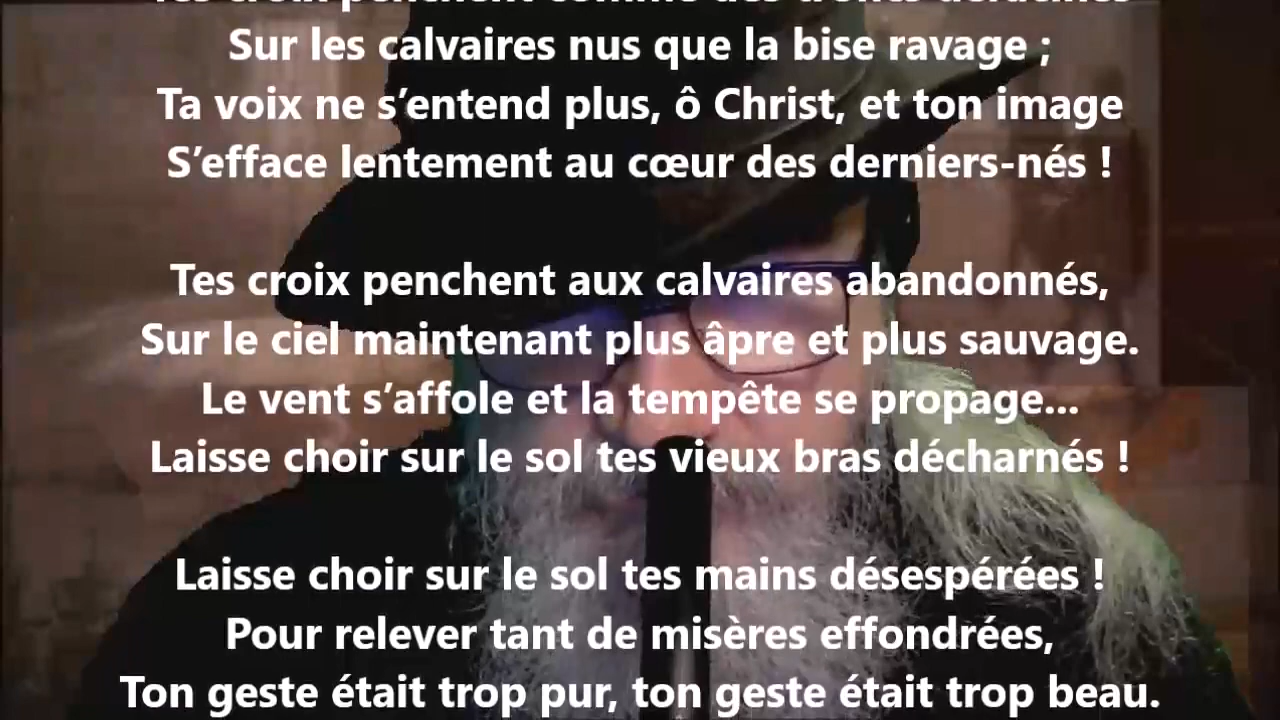 Sur les calvaires nus que la bise ravage ;
Ta voix ne s’entend plus, ô Christ, et ton image
S’efface lentement au cœur des derniers-nés !
Tes croix penchent aux calvaires abandonnés,
Sur le ciel maintenant plus âpre et plus sauvage.
Le vent s’affole et la tempête se propage...
Laisse choir sur le sol tes vieux bras décharnés !
Laisse choir sur le sol tes mains désespérées !
Pour relever tant de misères effondrées,
Ton geste était trop pur, ton geste était trop beau.